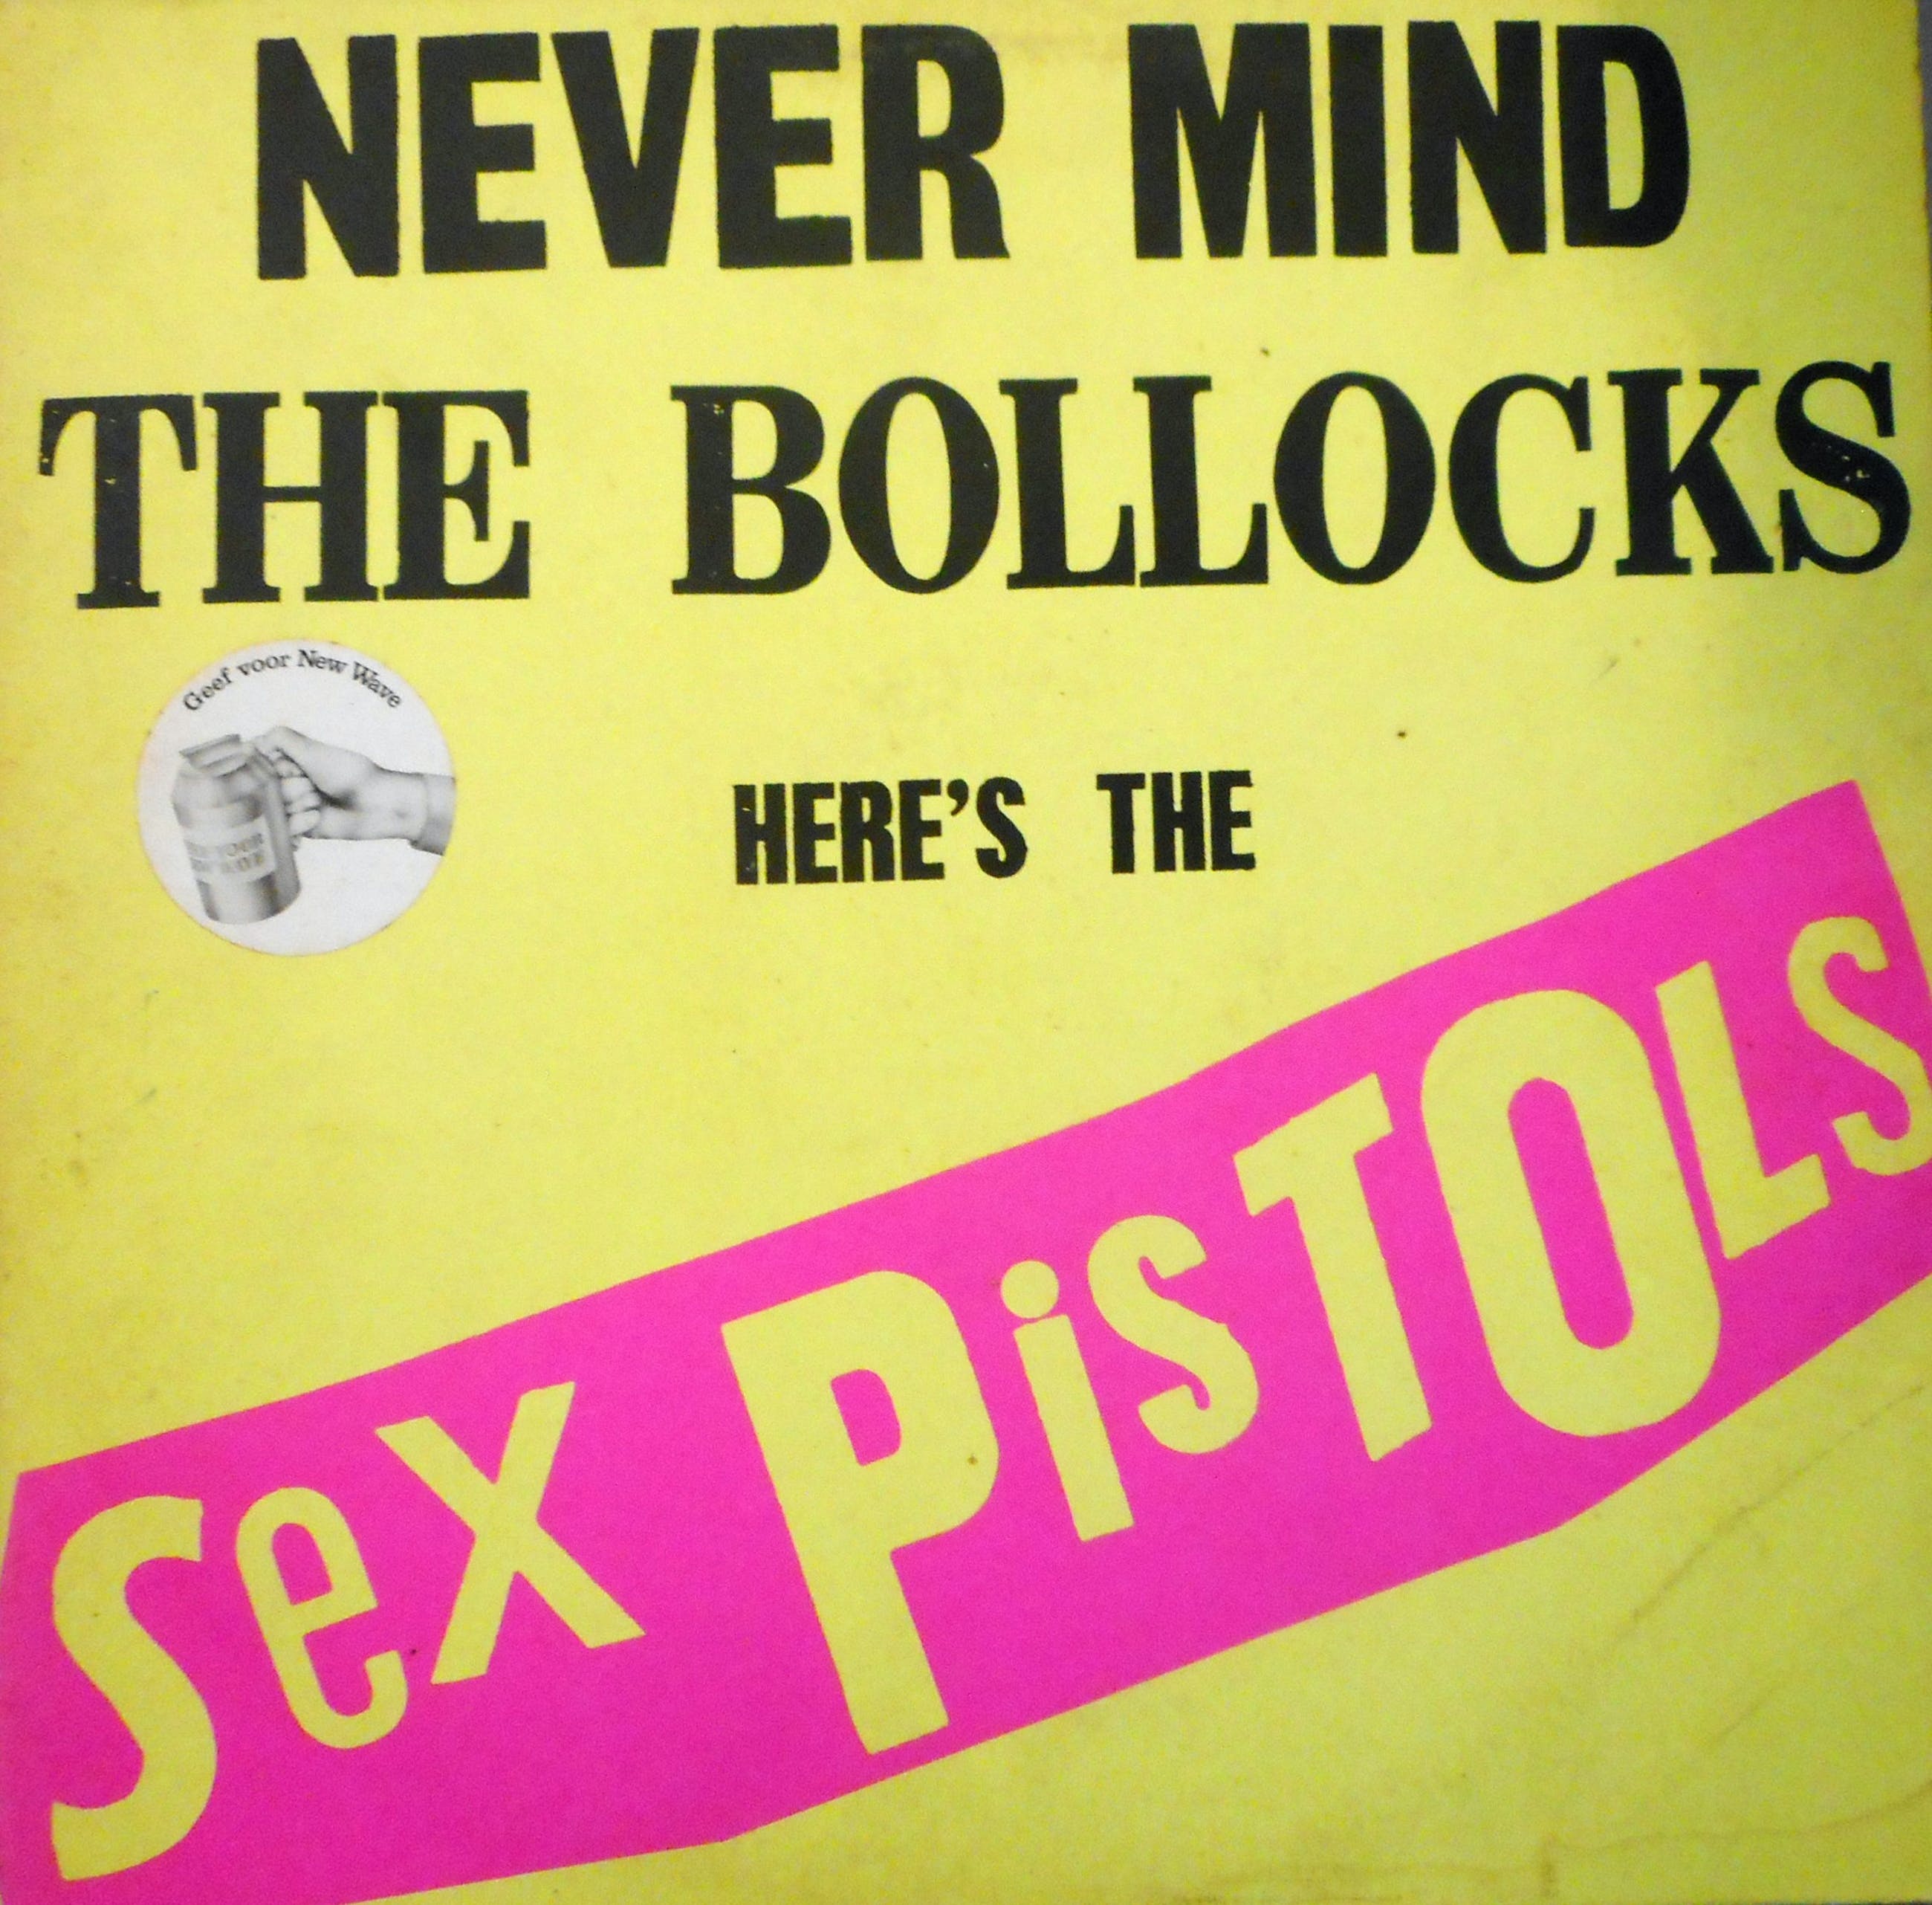 NEVER MIND
THE BOLLOCKS
Geef voor New Wave
HERE'S THE
Sex PiSTOLS